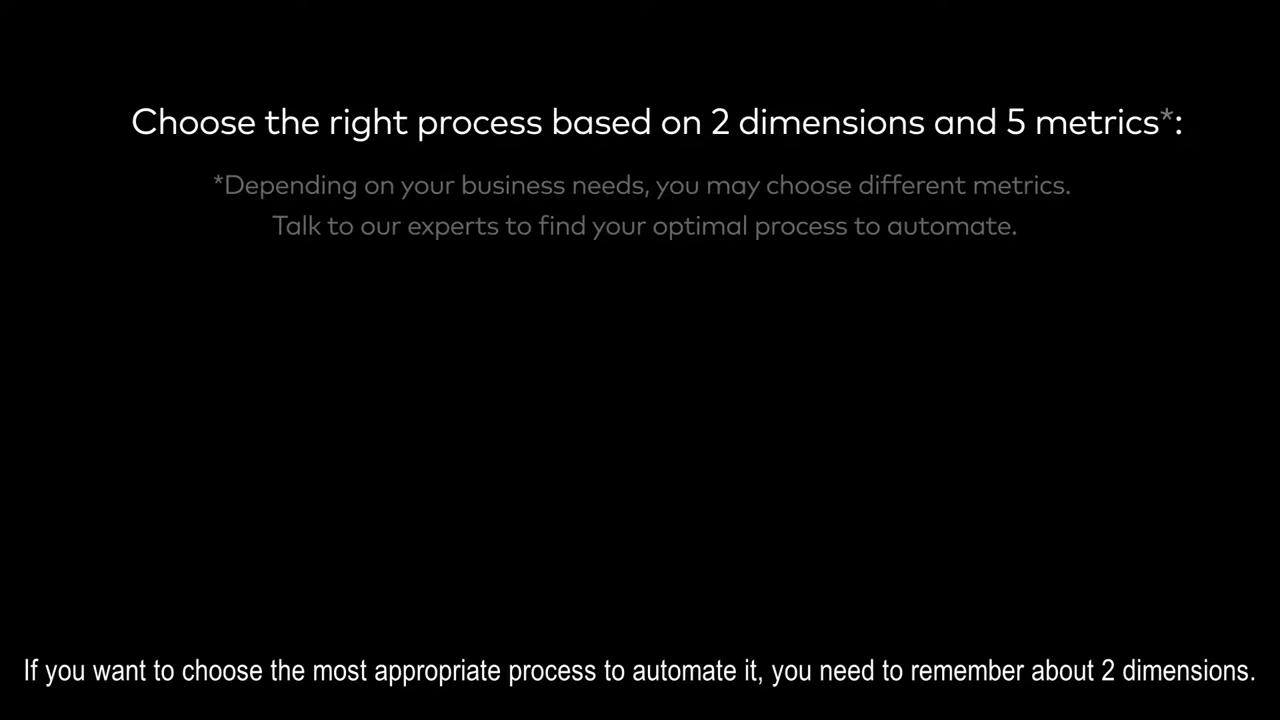 Choose the right process based on 2 dimensions and 5 metrics*:
*Depending on your business needs, you may choose different metrics.
Talk to our experts to find your optimal process to automate.
If you want to choose the most appropriate process to automate it, you need to remember about 2 dimensions.